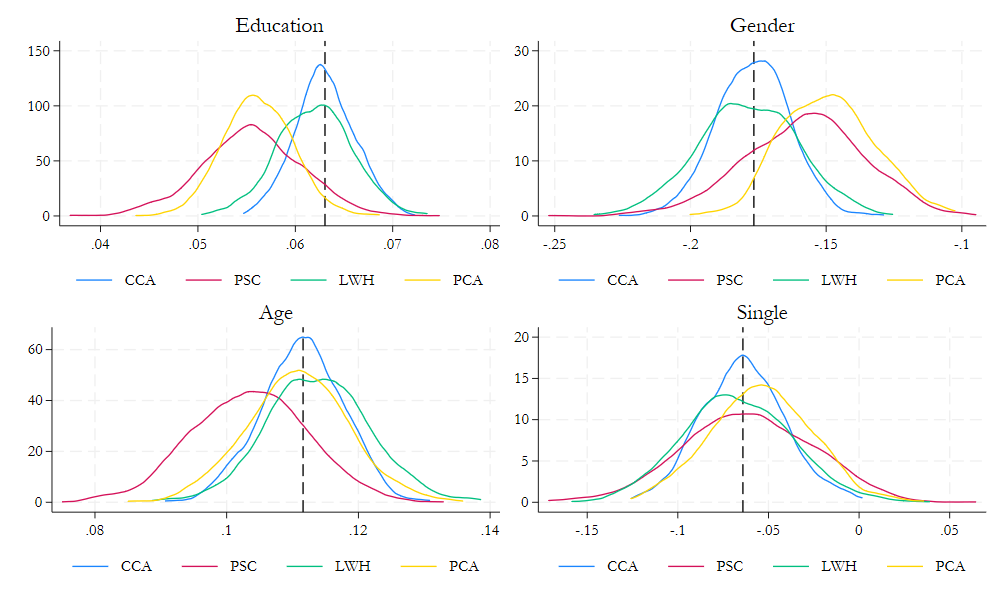 Education
150
100
50
0
.04 .05 .06 .07 .08
CCA PSC LWH PCA
Gender
30
20
10
0
-.25 -.2 -.15 -.1
CCA PSC LWH PCA
Age
60
40
20
0
.08 .1 .12 .14
CCA PSC LWH PCA
Single
20
15
10
5
0
-.15 -.1 -.05 0 .05
CCA PSC LWH PCA